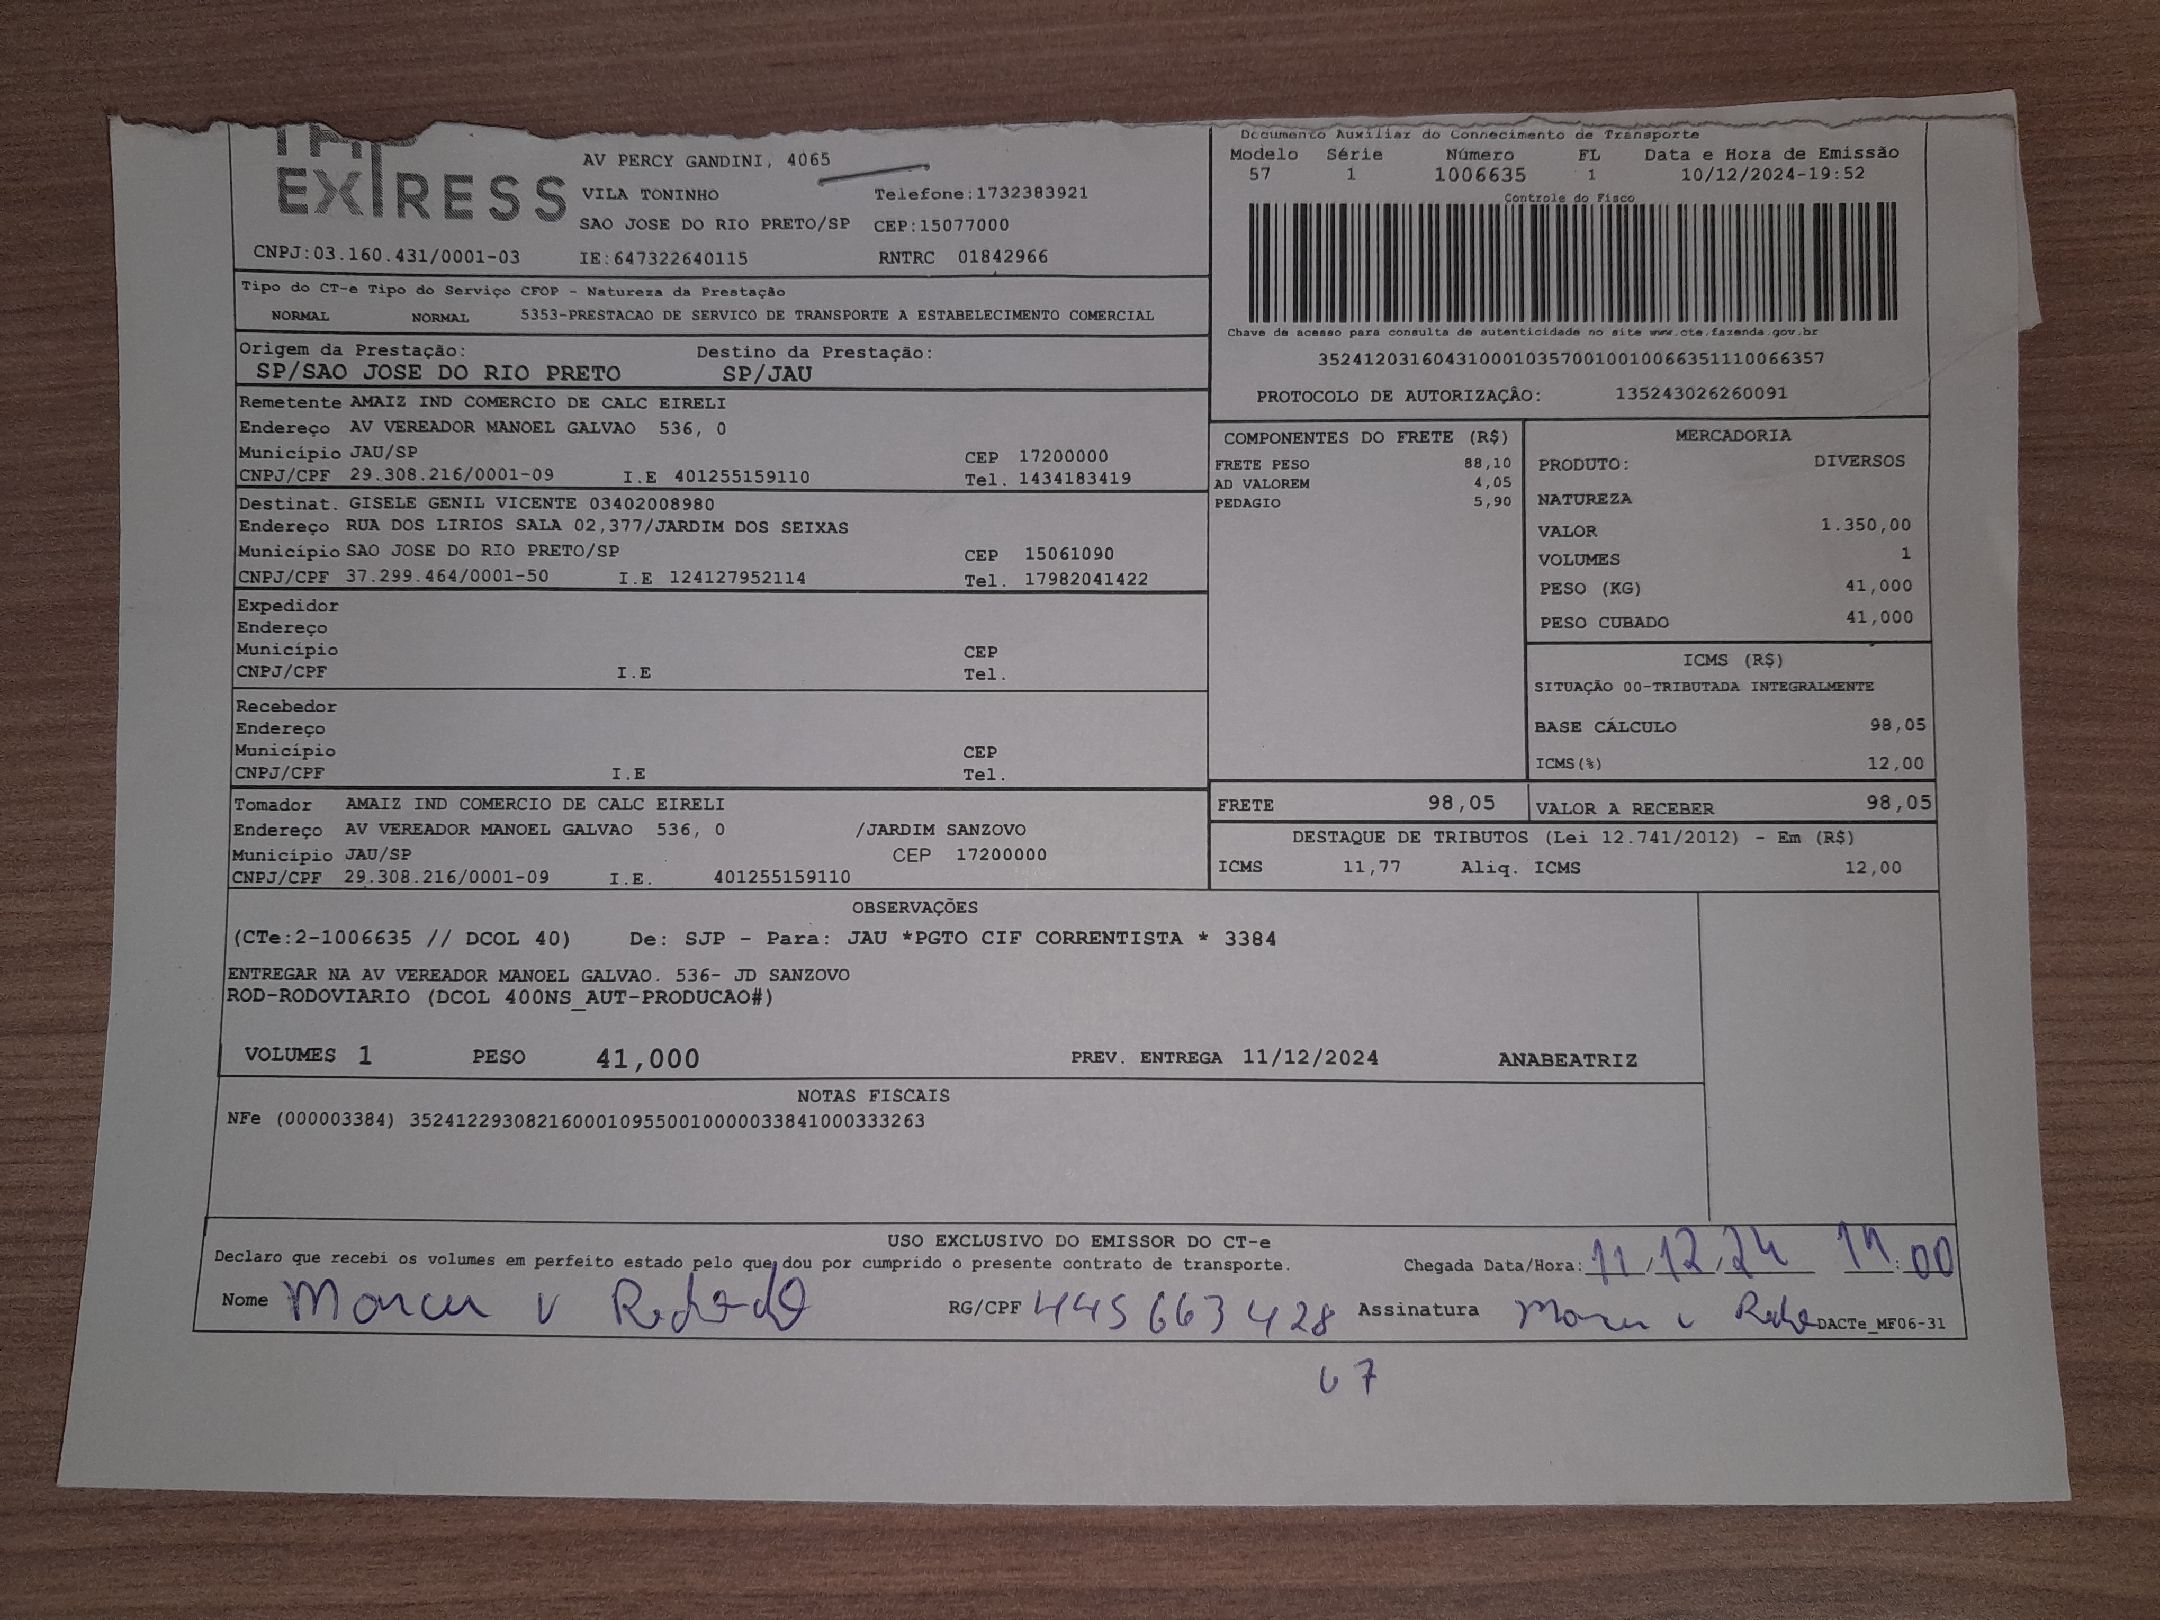 EXPRESS
AV PERCY GANDINI, 4065
VILA TONINHO Telefone:1732383921
SAO JOSE DO RIO PRETO/SP CEP:15077000
CNPJ:03.160.431/0001-03 IE:647322640115 RNTRC 01842966
Documento Auxiliar do Connecimento de Transporte
Modelo Série Número FL Data e Hora de Emissão
57 1 1006635 1 10/12/2024-19:52
Controle do Fisco
Chave de acesso para consulta de autenticidade no site www.cte.fazenda.gov.br
35241203160431000103570010010066351110066357
PROTOCOLO DE AUTORIZAÇÂO: 135243026260091
Tipo do CT-e Tipo do Serviço CFOP - Natureza da Prestação
NORMAL NORMAL 5353-PRESTACAO DE SERVICO DE TRANSPORTE A ESTABELECIMENTO COMERCIAL
Origem da Prestação: Destino da Prestação:
SP/SAO JOSE DO RIO PRETO SP/JAU
Remetente AMAIZ IND COMERCIO DE CALC EIRELI
Endereço AV VEREADOR MANOEL GALVAO 536, 0
Município JAU/SP CEP 17200000
CNPJ/CPF 29.308.216/0001-09 I.E 401255159110 Tel. 1434183419
Destinat. GISELE GENIL VICENTE 03402008980
Endereço RUA DOS LIRIOS SALA 02,377/JARDIM DOS SEIXAS
Município SAO JOSE DO RIO PRETO/SP CEP 15061090
CNPJ/CPF 37.299.464/0001-50 I.E 124127952114 Tel. 17982041422
Expedidor
Endereço
Município CEP
CNPJ/CPF I.E Tel.
Recebedor
Endereço
Município CEP
CNPJ/CPF I.E Tel.
Tomador AMAIZ IND COMERCIO DE CALC EIRELI
Endereço AV VEREADOR MANOEL GALVAO 536, 0 /JARDIM SANZOVO
Município JAU/SP CEP 17200000
CNPJ/CPF 29.308.216/0001-09 I.E. 401255159110
COMPONENTES DO FRETE (R$)
FRETE PESO 88,10
AD VALOREM 4,05
PEDAGIO 5,90
MERCADORIA
PRODUTO: DIVERSOS
NATUREZA
VALOR 1.350,00
VOLUMES 1
PESO (KG) 41,000
PESO CUBADO 41,000
ICMS (R$)
SITUAÇÃO 00-TRIBUTADA INTEGRALMENTE
BASE CÁLCULO 98,05
ICMS(%) 12,00
FRETE 98,05 VALOR A RECEBER 98,05
DESTAQUE DE TRIBUTOS (Lei 12.741/2012) - Em (R$)
ICMS 11,77 Aliq. ICMS 12,00
OBSERVAÇÕES
(CTe:2-1006635 // DCOL 40) De: SJP - Para: JAU *PGTO CIF CORRENTISTA * 3384
ENTREGAR NA AV VEREADOR MANOEL GALVAO. 536- JD SANZOVO
ROD-RODOVIARIO (DCOL 400NS_AUT-PRODUCAO#)
VOLUMES 1 PESO 41,000 PREV. ENTREGA 11/12/2024 ANABEATRIZ
NOTAS FISCAIS
NFe (000003384) 35241229308216000109550010000033841000333263
USO EXCLUSIVO DO EMISSOR DO CT-e
Declaro que recebi os volumes em perfeito estado pelo que dou por cumprido o presente contrato de transporte. Chegada Data/Hora: 11/12/24 14:00
Nome RG/CPF 445 663 428 Assinatura DACTe_MF06-31